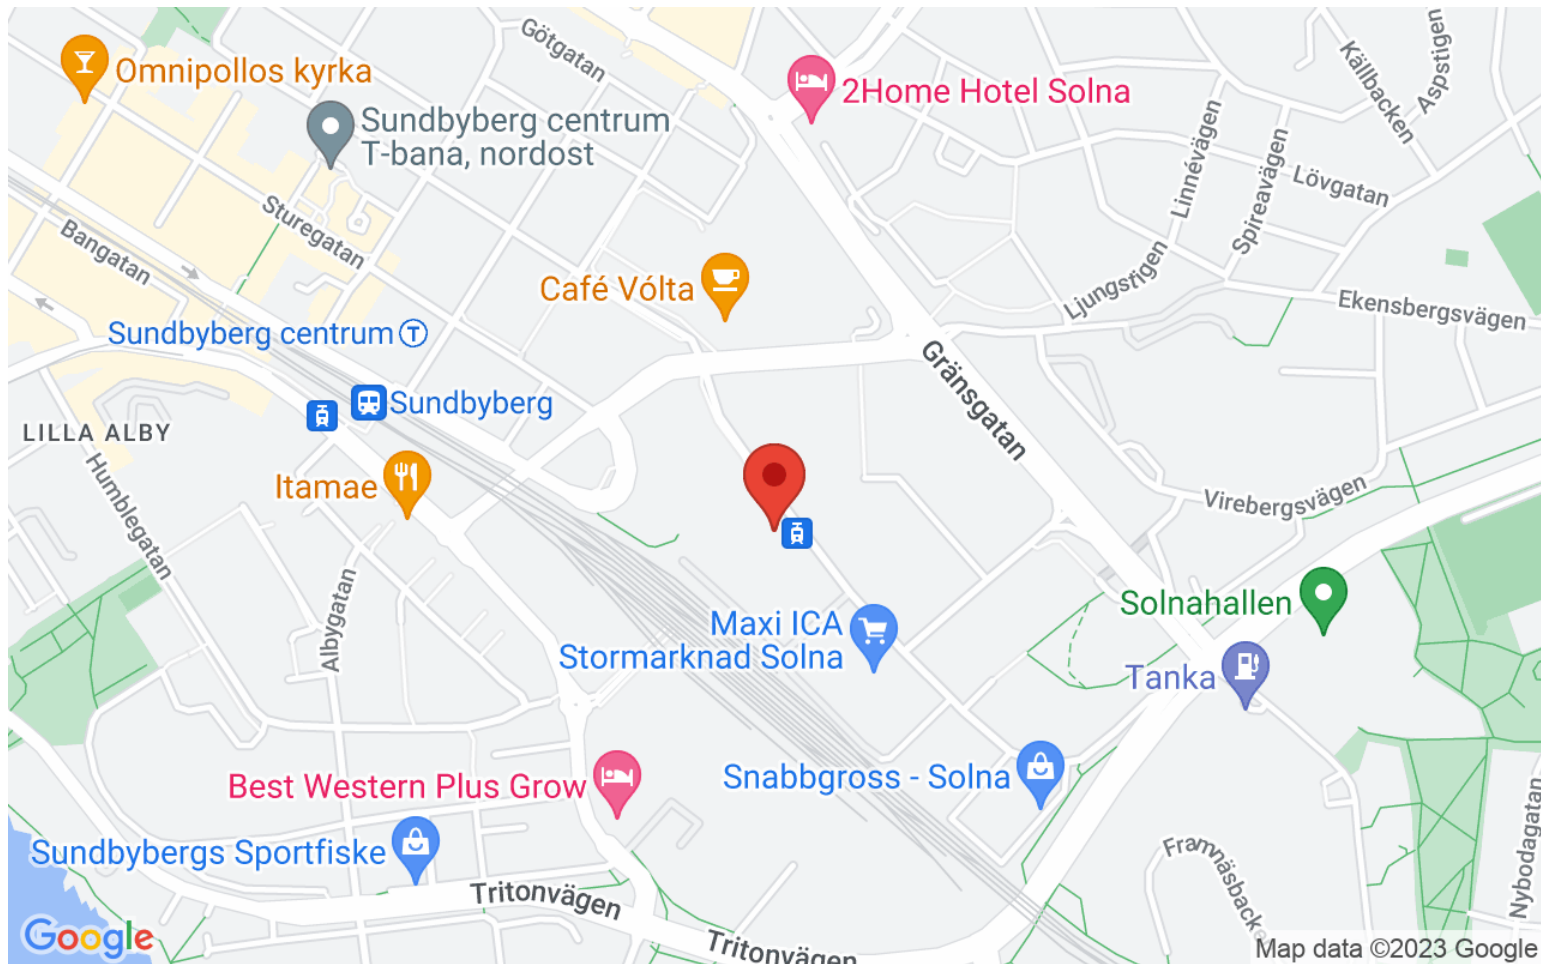 Götgatan
Källbacken
Aspstigen
Omnipollos kyrka
2Home Hotel Solna
Sundbyberg centrum
T-bana, nordost
Linnévägen
Lövgatan
Spireavägen
Sturegatan
Bangatan
Ljungstigen
Café Vólta
Ekensbergsvägen
Sundbyberg centrum
T
Gränsgatan
Sundbyberg
LILLA ALBY
Itamae
Humblegatan
Virebergsvägen
Albygatan
Solnahallen
Maxi ICA
Stormarknad Solna
Tanka
Best Western Plus Grow
Snabbgross - Solna
Sundbybergs Sportfiske
Framnäsbacken
Nybodagatan
Tritonvägen
Tritonvägen
Google
Map data ©2023 Google